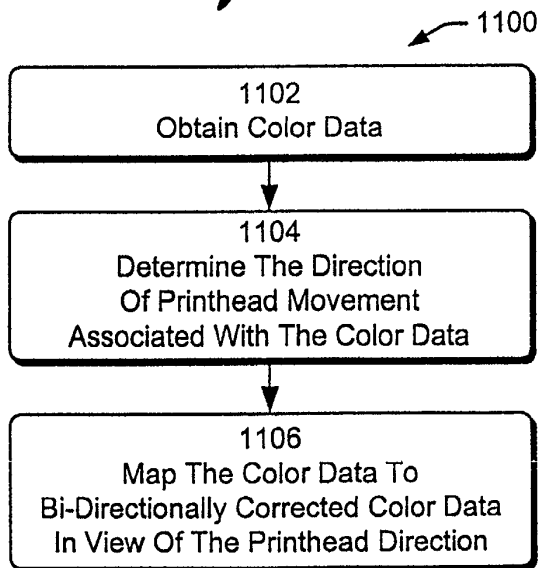 1100
1102
Obtain Color Data
1104
Determine The Direction
Of Printhead Movement
Associated With The Color Data
1106
Map The Color Data To
Bi-Directionally Corrected Color Data
In View Of The Printhead Direction